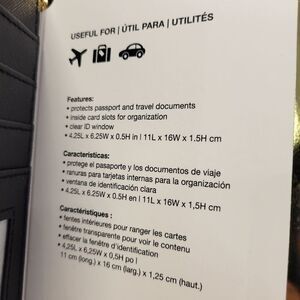 USEFUL FOR | ÚTIL PARA | UTILITÉS
Features:
• protects passport and travel documents
• inside card slots for organization
• clear ID window
• 4.25L x 6.25W x 0.5H in | 11L x 16W x 1.5H cm
Características:
• protege el pasaporte y los documentos de viaje
• ranuras para tarjetas internas para la organización
• ventana de identificación clara
• 4.25L x 6.25W x 0.5H en | 11L x 16W x 1,5H cm
Caractéristiques :
• fentes intérieures pour ranger les cartes
• fenêtre transparente pour voir le contenu
• effacer la fenêtre d'identification
• 4,25L x 6,25W x 0,5H po |
11 cm (long.) x 16 cm (larg.) x 1,25 cm (haut.)